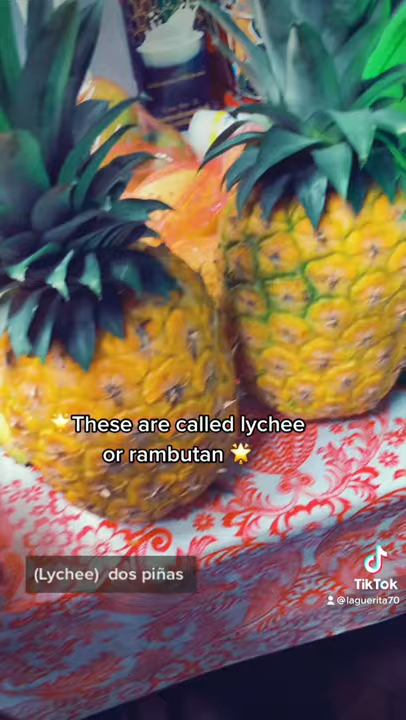 🌟These are called lychee
or rambutan 🌟
(Lychee) dos piñas
TikTok
@laguerita70